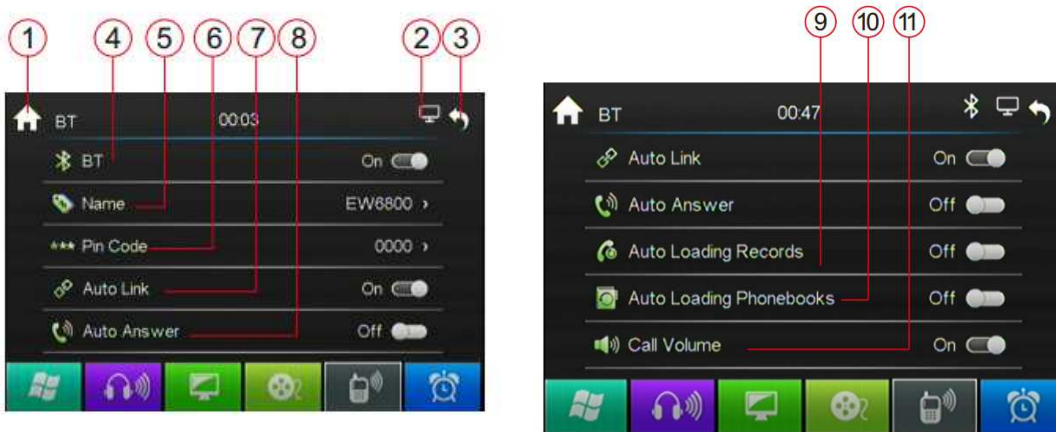 1 4 5 6 7 8 2 3
BT 00:03
BT On
Name EW6800 ›
*** Pin Code 0000 ›
Auto Link On
Auto Answer Off
9 10 11
BT 00:47
Auto Link On
Auto Answer Off
Auto Loading Records Off
Auto Loading Phonebooks Off
Call Volume On